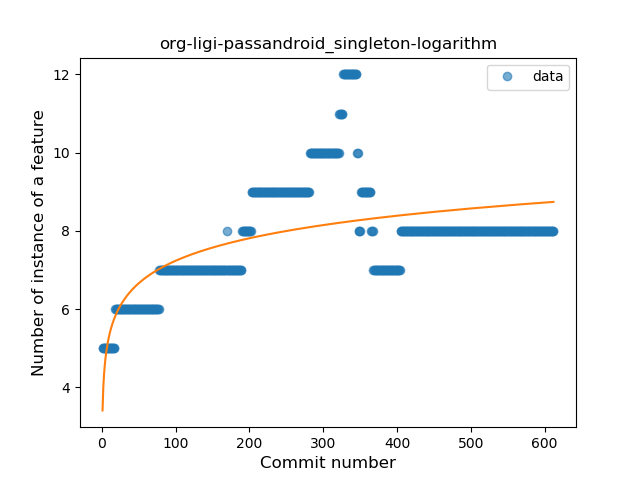 org-ligi-passandroid_singleton-logarithm
data
Number of instance of a feature
12
10
8
6
4
0 100 200 300 400 500 600
Commit number